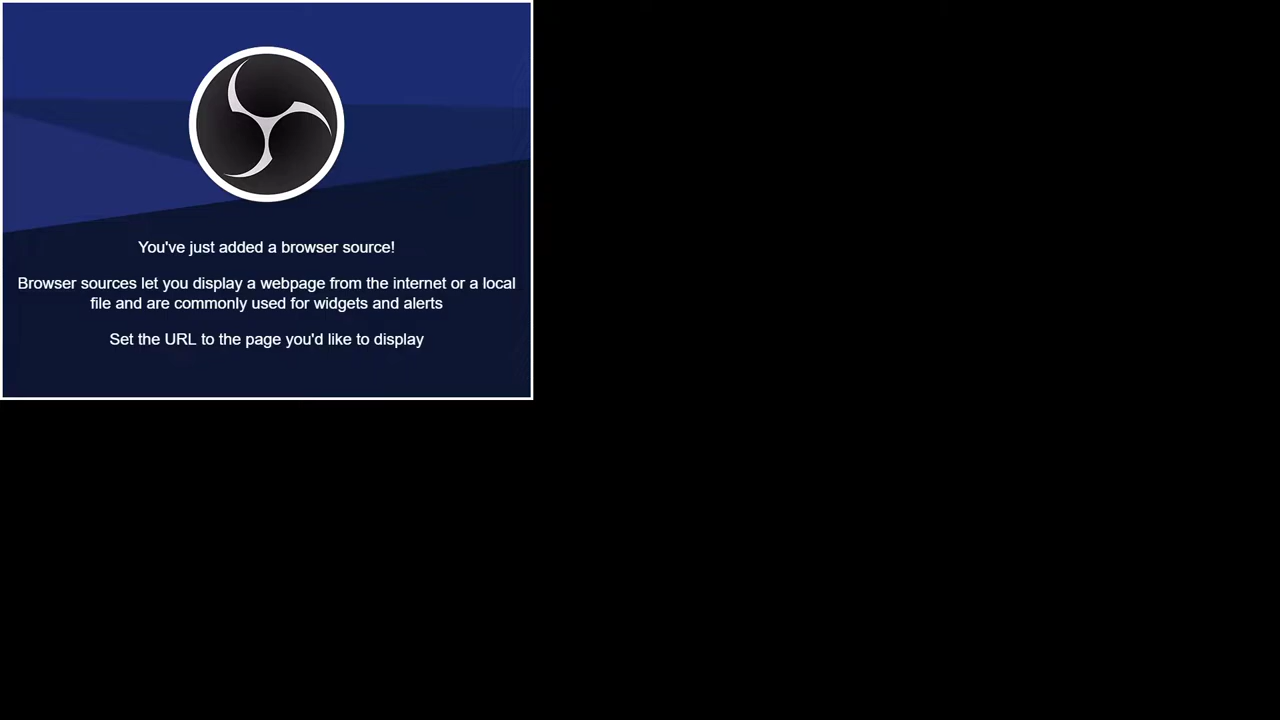 You've just added a browser source!
Browser sources let you display a webpage from the internet or a local
file and are commonly used for widgets and alerts
Set the URL to the page you'd like to display